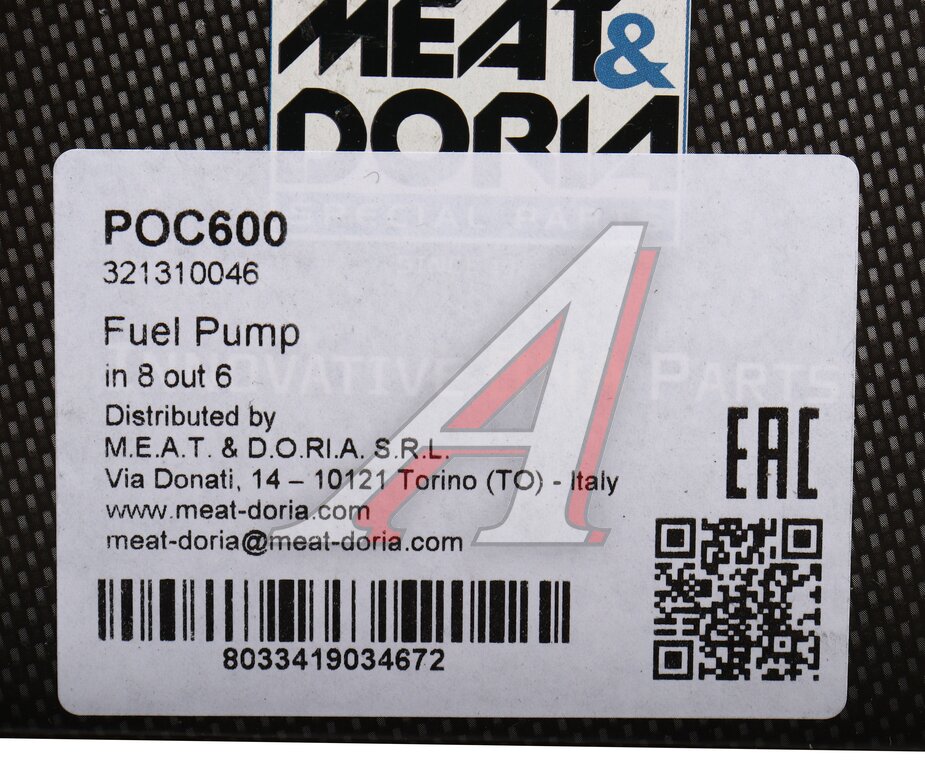 MEAT&
DORIA
POC600
321310046
Fuel Pump
in 8 out 6
Distributed by
M.E.A.T. & D.O.RI.A. S.R.L.
Via Donati, 14 – 10121 Torino (TO) - Italy
www.meat-doria.com
meat-doria@meat-doria.com
EAC
8033419034672